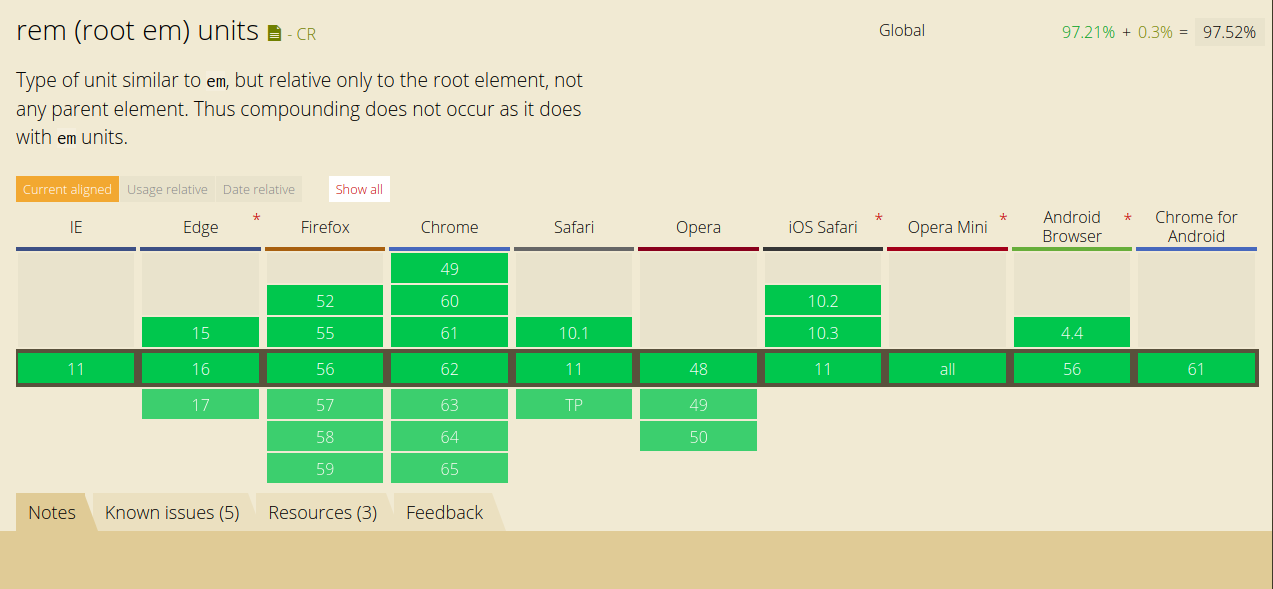 rem (root em) units - CR
Global
97.21% + 0.3% = 97.52%
Type of unit similar to em, but relative only to the root element, not
any parent element. Thus compounding does not occur as it does
with em units.
Current aligned Usage relative Date relative Show all
IE Edge * Firefox Chrome Safari Opera iOS Safari * Opera Mini * Android Browser * Chrome for Android
49
52 60 10.2
15 55 61 10.1 10.3 4.4
11 16 56 62 11 48 11 all 56 61
17 57 63 TP 49
58 64 50
59 65
Notes Known issues (5) Resources (3) Feedback